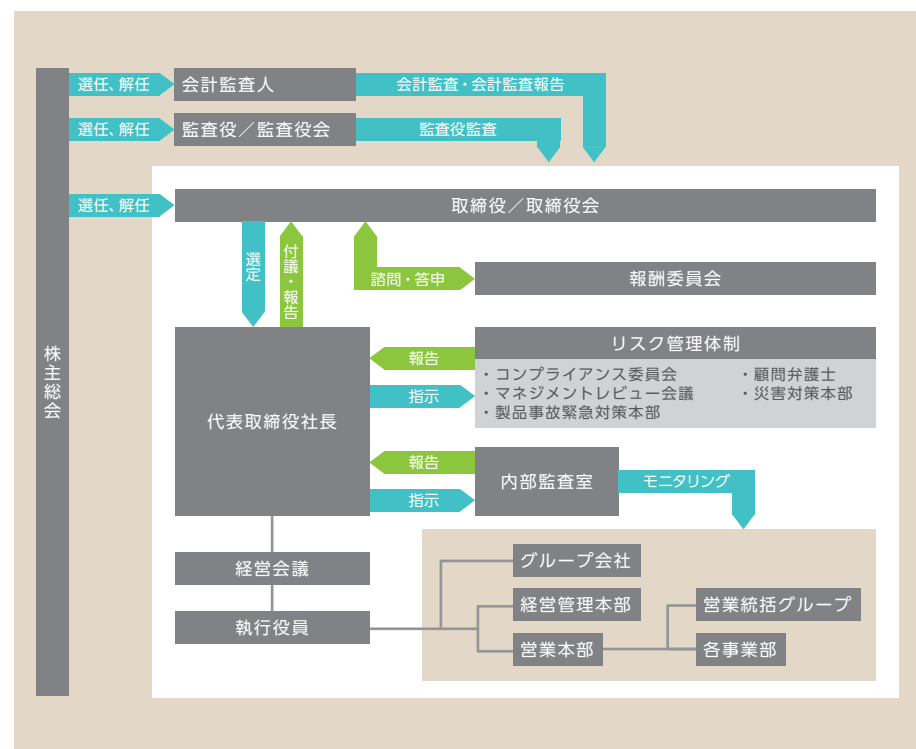 株主総会
選任、解任
会計監査人
会計監査・会計監査報告
選任、解任
監査役／監査役会
監査役監査
選任、解任
取締役／取締役会
選定
付議・報告
諮問・答申
報酬委員会
代表取締役社長
報告
指示
リスク管理体制
・コンプライアンス委員会
・顧問弁護士
・マネジメントレビュー会議
・災害対策本部
・製品事故緊急対策本部
報告
指示
内部監査室
モニタリング
経営会議
執行役員
グループ会社
経営管理本部
営業本部
営業統括グループ
各事業部